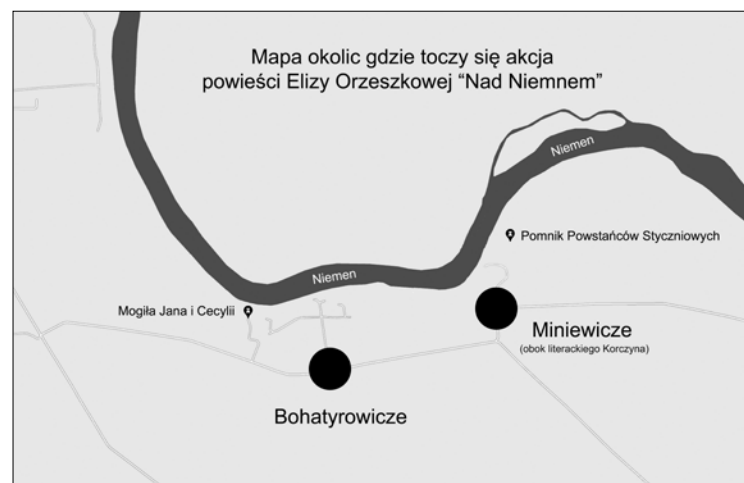 Mapa okolic gdzie toczy się akcja
powieści Elizy Orzeszkowej “Nad Niemnem”
Niemen
Pomnik Powstańców Styczniowych
Niemen
Mogiła Jana i Cecylii
Miniewicze
(obok literackiego Korczyna)
Bohatyrowicze